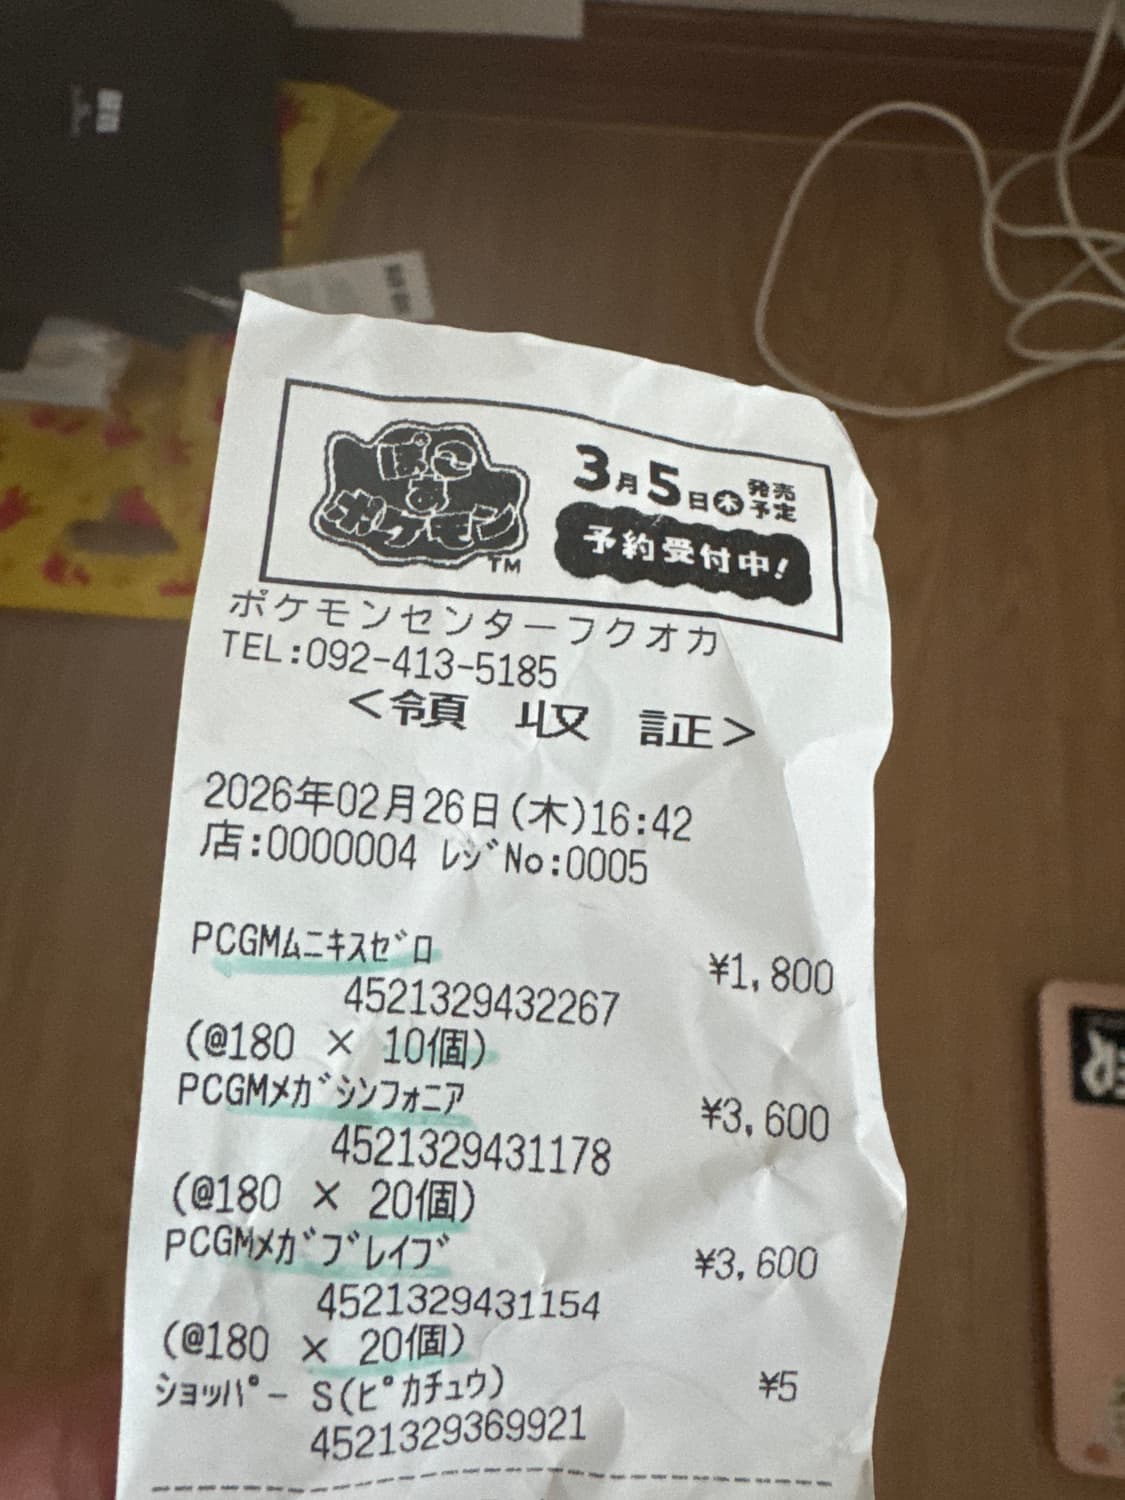 ぽこ
あ
ポケモン
TM
3月5日(木)発売予定
予約受付中!
ポケモンセンターフクオカ
TEL:092-413-5185
<領 収 証>
2026年02月26日(木)16:42
店:0000004 ﾚｼﾞNo:0005
PCGMﾑﾆｷｽｾﾞﾛ ¥1,800
4521329432267
(@180 × 10個)
PCGMﾒｶﾞｼﾝﾌｫﾆｱ ¥3,600
4521329431178
(@180 × 20個)
PCGMﾒｶﾞﾌﾞﾚｲﾌﾞ ¥3,600
4521329431154
(@180 × 20個)
ｼｮｯﾊﾟｰ S(ﾋﾟｶﾁｭｳ) ¥5
4521329369921